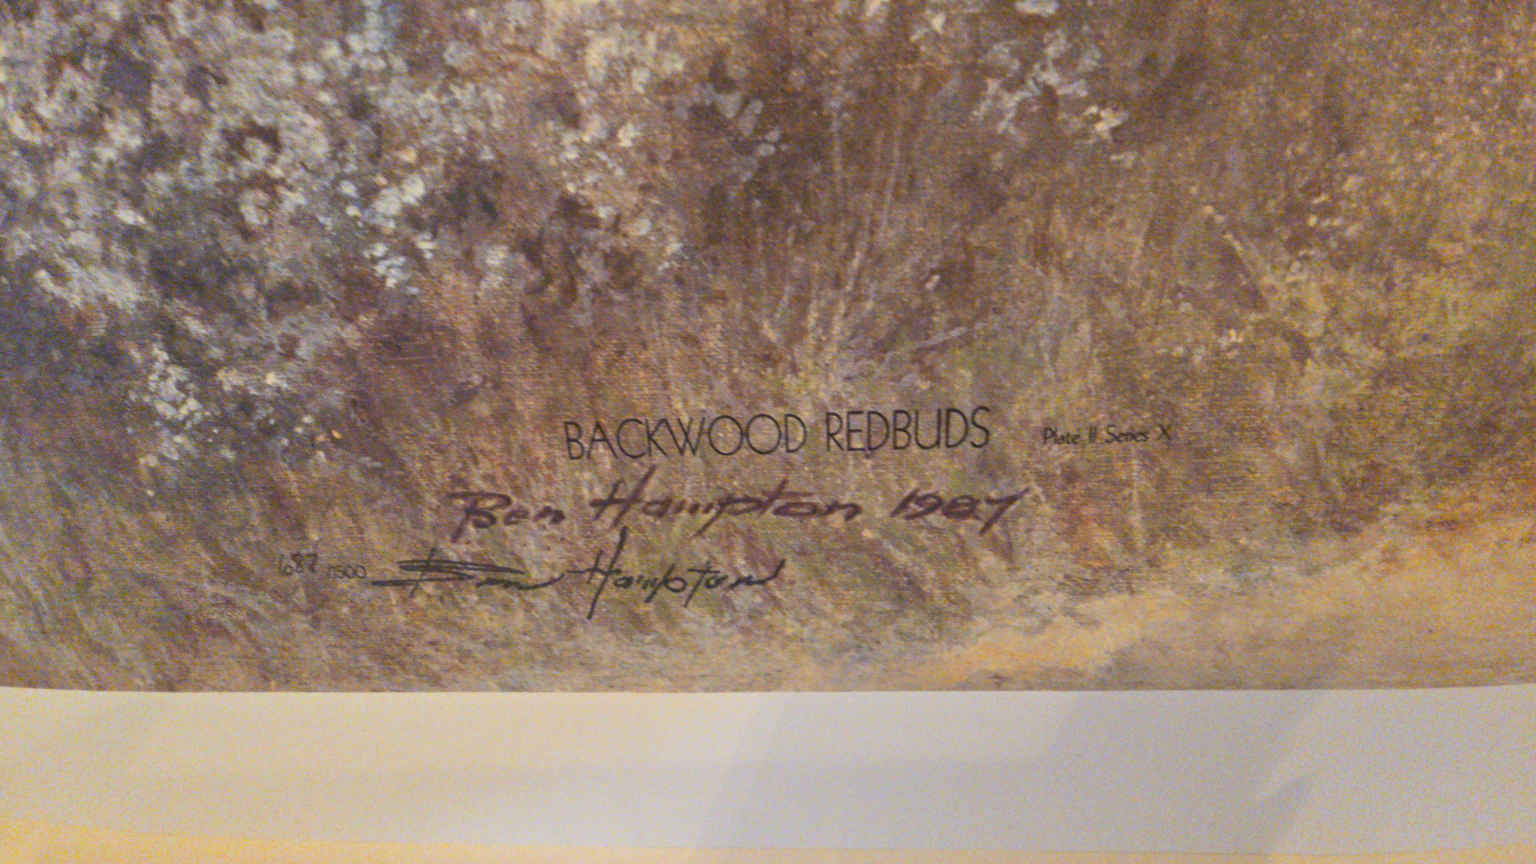 BACKWOOD REDBUDS Plate II Series X
Ben Hampton 1987
687/1500 Ben Hampton